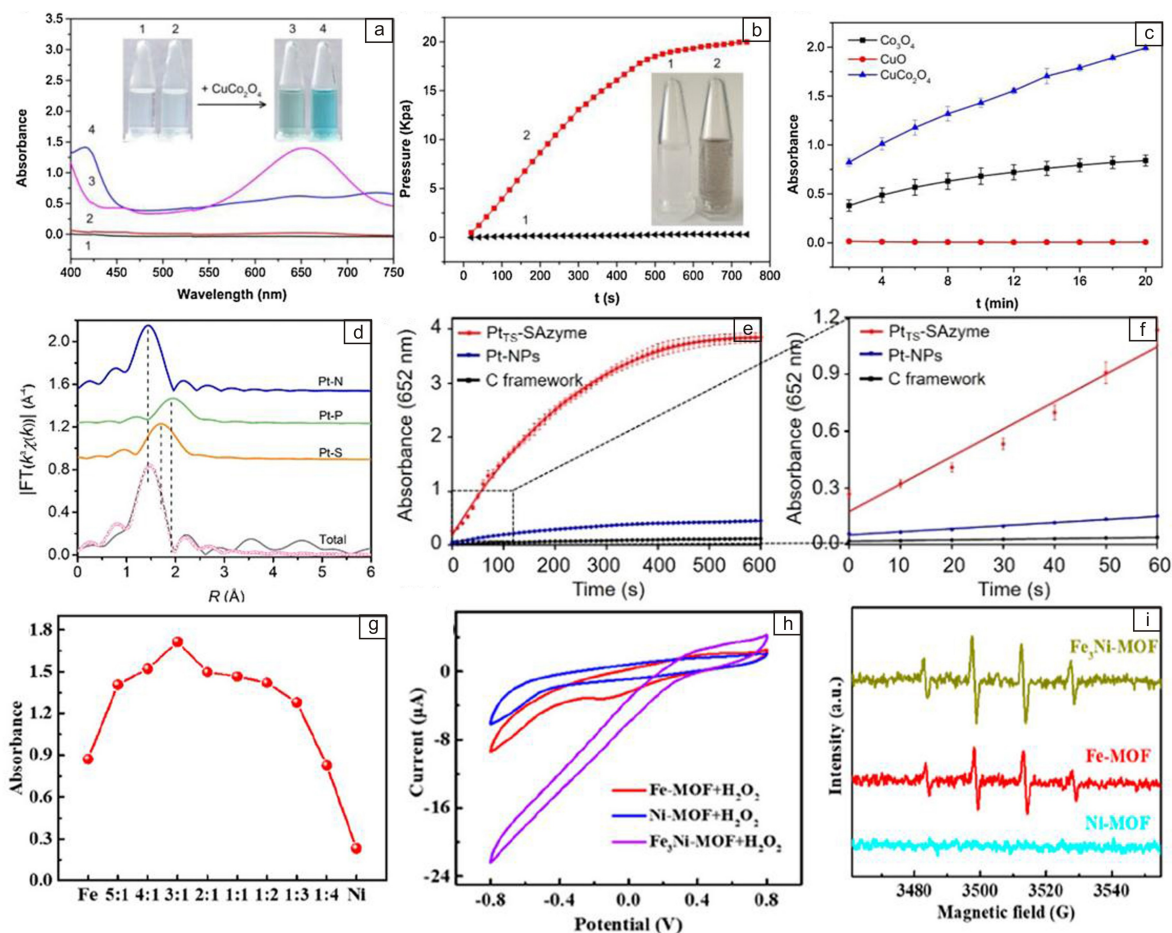 a
1 2 3 4
+ CuCo2O4
4
3
2
1
3.5
3.0
2.5
2.0
1.5
1.0
0.5
0.0
Absorbance
400 450 500 550 600 650 700 750
Wavelength (nm)
b
20
15
10
5
0
Pressure (Kpa)
2
1
1 2
0 100 200 300 400 500 600 700 800
t (s)
c
Co3O4
CuO
CuCo2O4
2.0
1.5
1.0
0.5
0.0
Absorbance
4 8 12 16 20
t (min)
d
Pt-N
Pt-P
Pt-S
Total
2.0
1.6
1.2
0.8
0.4
0.0
|FT(k²χ(k))| (Å⁻⁴)
0 1 2 3 4 5 6
R (Å)
e
PtTS-SAzyme
Pt-NPs
C framework
4
3
2
1
0
Absorbance (652 nm)
0 100 200 300 400 500 600
Time (s)
f
PtTS-SAzyme
Pt-NPs
C framework
1.2
0.9
0.6
0.3
0.0
Absorbance (652 nm)
0 10 20 30 40 50 60
Time (s)
g
1.8
1.5
1.2
0.9
0.6
0.3
0.0
Absorbance
Fe 5:1 4:1 3:1 2:1 1:1 1:2 1:3 1:4 Ni
h
0
-8
-16
-24
Current (μA)
Fe-MOF+H2O2
Ni-MOF+H2O2
Fe3Ni-MOF+H2O2
-0.8 -0.4 0.0 0.4 0.8
Potential (V)
i
Fe3Ni-MOF
Fe-MOF
Ni-MOF
Intensity (a.u.)
3480 3500 3520 3540
Magnetic field (G)